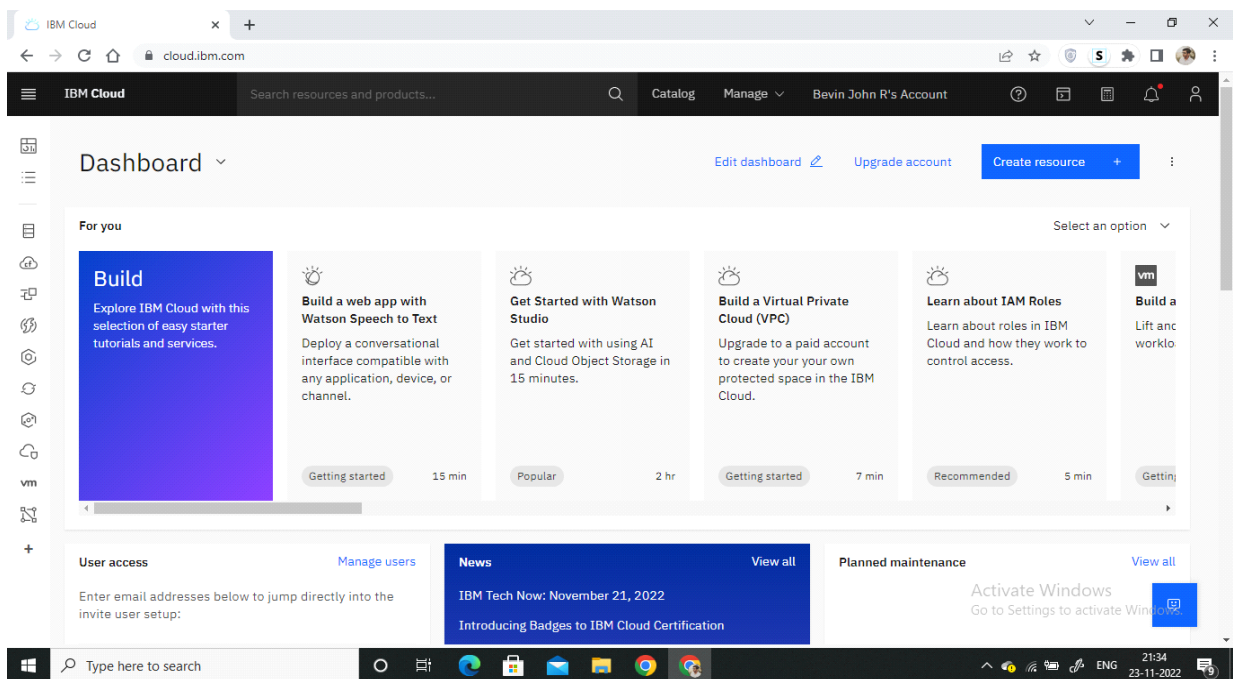 IBM Cloud
cloud.ibm.com
S
IBM Cloud
Search resources and products...
Catalog
Manage
Bevin John R's Account
Dashboard
Edit dashboard
Upgrade account
Create resource +
For you
Select an option
Build
Explore IBM Cloud with this
selection of easy starter
tutorials and services.
Build a web app with
Watson Speech to Text
Deploy a conversational
interface compatible with
any application, device, or
channel.
Getting started
15 min
Get Started with Watson
Studio
Get started with using AI
and Cloud Object Storage in
15 minutes.
Popular
2 hr
Build a Virtual Private
Cloud (VPC)
Upgrade to a paid account
to create your your own
protected space in the IBM
Cloud.
Getting started
7 min
Learn about IAM Roles
Learn about roles in IBM
Cloud and how they work to
control access.
Recommended
5 min
vm
Build a
Lift and
worklo
Getting
vm
User access
Manage users
Enter email addresses below to jump directly into the
invite user setup:
News
View all
IBM Tech Now: November 21, 2022
Introducing Badges to IBM Cloud Certification
Planned maintenance
View all
Activate Windows
Go to Settings to activate Windows.
Type here to search
ENG
21:34
23-11-2022
9